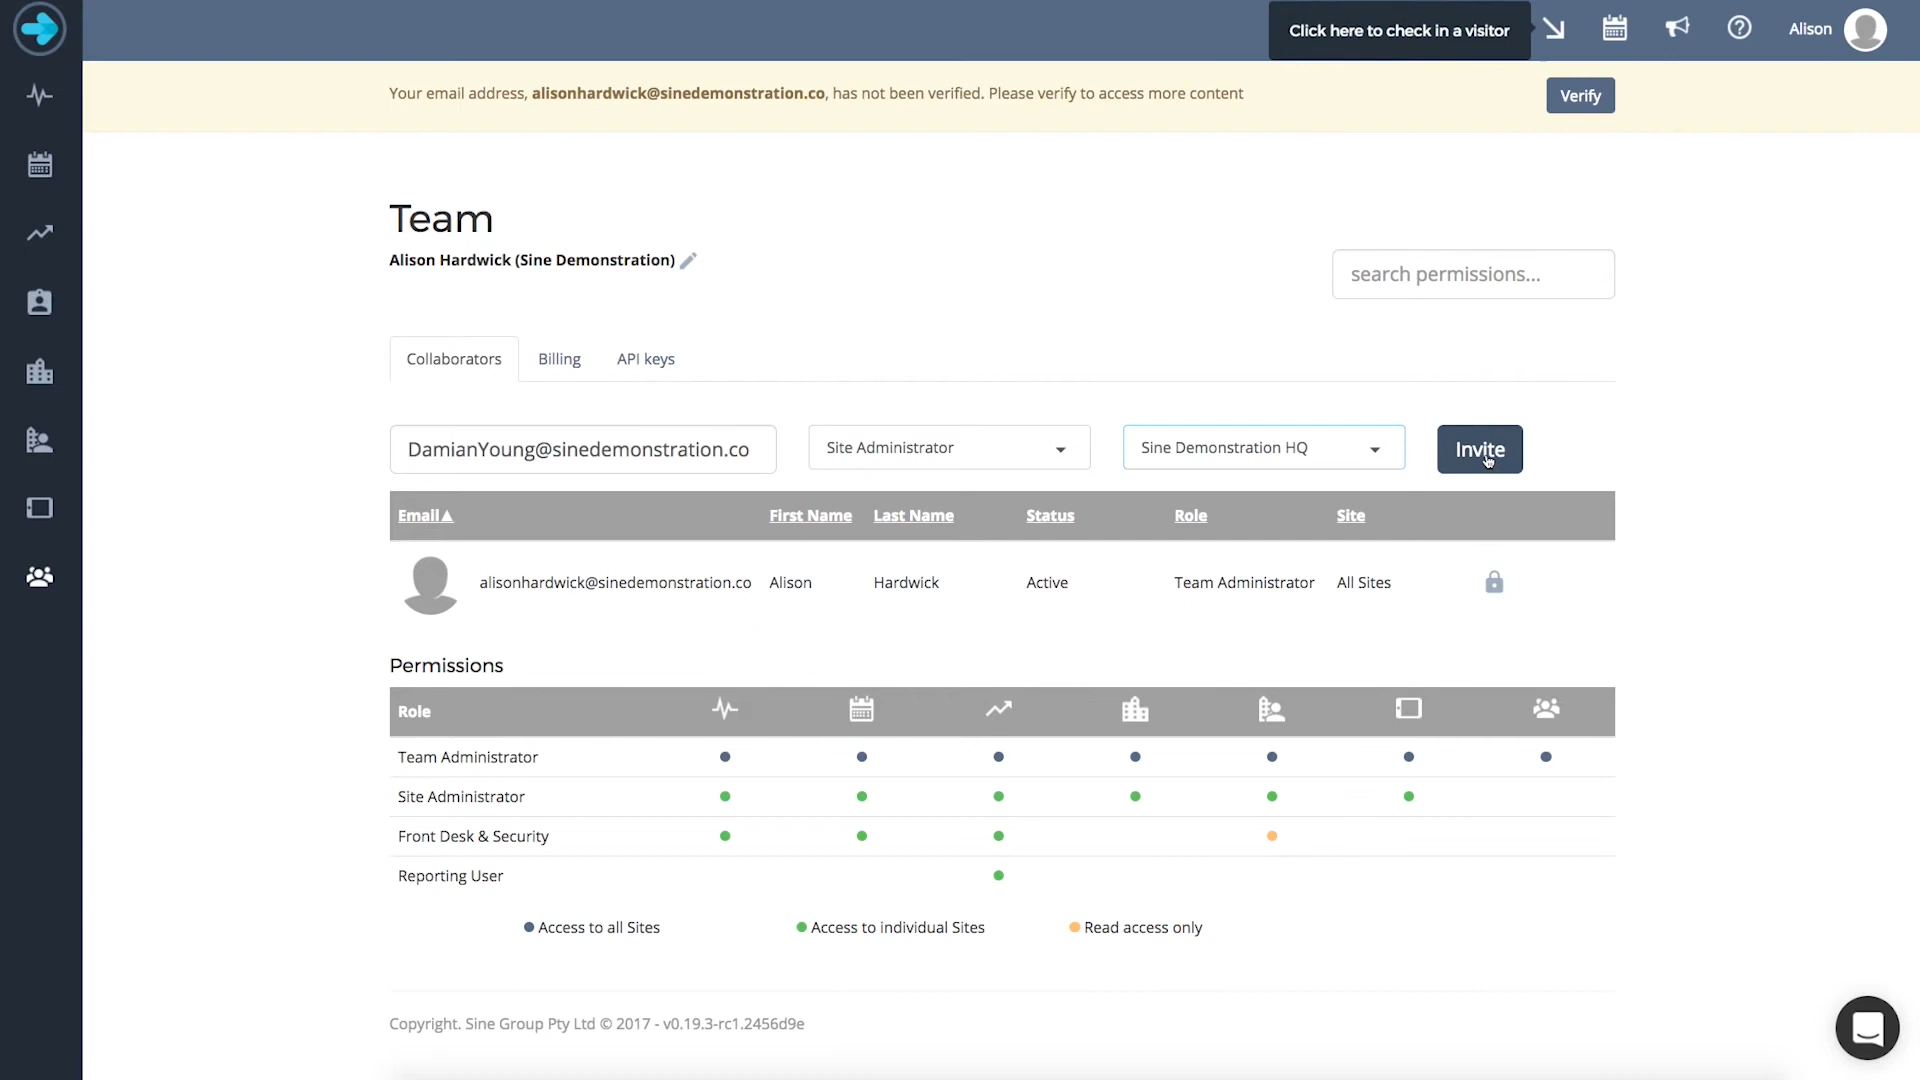 Click here to check in a visitor
Alison
Your email address, alisonhardwick@sinedemonstration.co, has not been verified. Please verify to access more content
Verify
Team
Alison Hardwick (Sine Demonstration)
search permissions...
Collaborators Billing API keys
DamianYoung@sinedemonstration.co Site Administrator Sine Demonstration HQ Invite
Email▲ First Name Last Name Status Role Site
alisonhardwick@sinedemonstration.co Alison Hardwick Active Team Administrator All Sites
Permissions
Role
Team Administrator
Site Administrator
Front Desk & Security
Reporting User
Access to all Sites Access to individual Sites Read access only
Copyright. Sine Group Pty Ltd © 2017 - v0.19.3-rc1.2456d9e